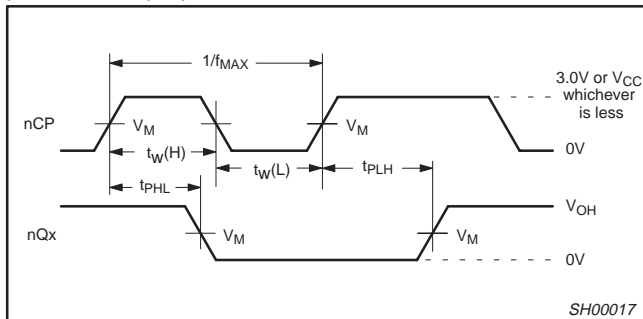 1/fMAX
3.0V or VCC
whichever
is less
nCP
VM
VM
0V
tW(H)
tW(L)
tPLH
tPHL
VOH
nQx
VM
VM
0V
SH00017